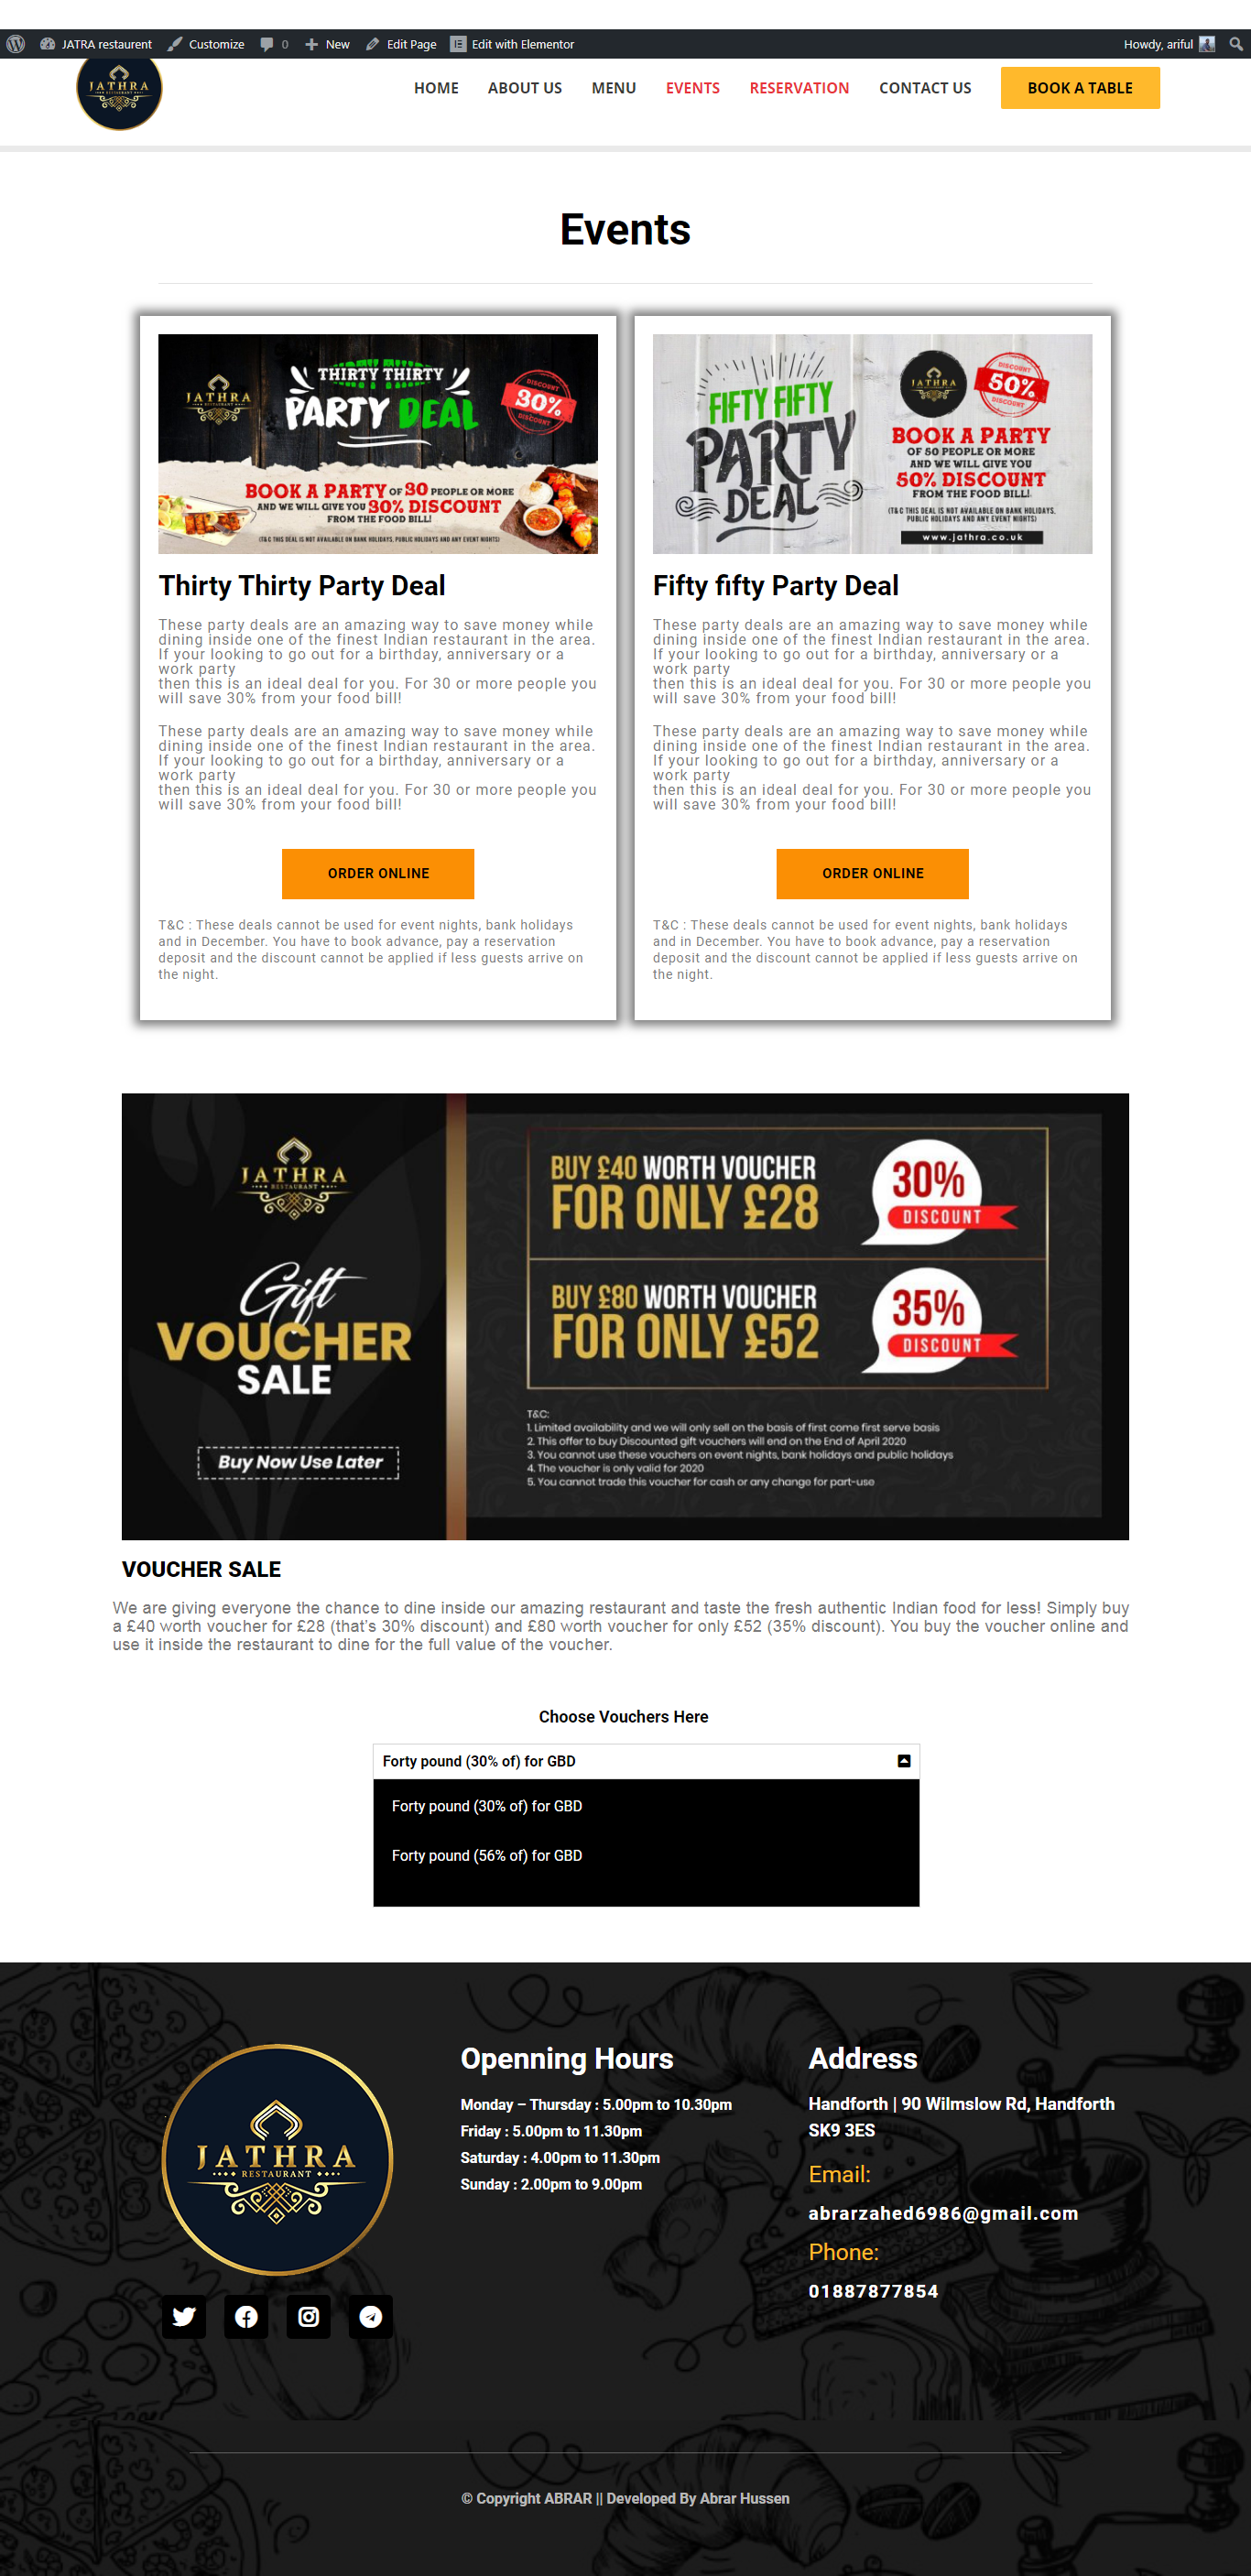 JATRA restaurent Customize 0 New Edit Page Edit with Elementor Howdy, ariful
JATHRA
RESTAURANT
HOME ABOUT US MENU EVENTS RESERVATION CONTACT US BOOK A TABLE
Events
JATHRA
RESTAURANT
THIRTY THIRTY
PARTY DEAL
DISCOUNT
30%
DISCOUNT
BOOK A PARTY OF 30 PEOPLE OR MORE
AND WE WILL GIVE YOU 30% DISCOUNT
FROM THE FOOD BILL!
(T&C THIS DEAL IS NOT AVAILABLE ON BANK HOLIDAYS, PUBLIC HOLIDAYS AND ANY EVENT NIGHTS)
Thirty Thirty Party Deal
These party deals are an amazing way to save money while
dining inside one of the finest Indian restaurant in the area.
If your looking to go out for a birthday, anniversary or a
work party
then this is an ideal deal for you. For 30 or more people you
will save 30% from your food bill!
These party deals are an amazing way to save money while
dining inside one of the finest Indian restaurant in the area.
If your looking to go out for a birthday, anniversary or a
work party
then this is an ideal deal for you. For 30 or more people you
will save 30% from your food bill!
ORDER ONLINE
T&C : These deals cannot be used for event nights, bank holidays
and in December. You have to book advance, pay a reservation
deposit and the discount cannot be applied if less guests arrive on
the night.
FIFTY FIFTY
PARTY
DEAL
JATHRA
DISCOUNT
50%
DISCOUNT
BOOK A PARTY
OF 50 PEOPLE OR MORE
AND WE WILL GIVE YOU
50% DISCOUNT
FROM THE FOOD BILL!
(T&C THIS DEAL IS NOT AVAILABLE ON BANK HOLIDAYS,
PUBLIC HOLIDAYS AND ANY EVENT NIGHTS)
www.jathra.co.uk
Fifty fifty Party Deal
These party deals are an amazing way to save money while
dining inside one of the finest Indian restaurant in the area.
If your looking to go out for a birthday, anniversary or a
work party
then this is an ideal deal for you. For 30 or more people you
will save 30% from your food bill!
These party deals are an amazing way to save money while
dining inside one of the finest Indian restaurant in the area.
If your looking to go out for a birthday, anniversary or a
work party
then this is an ideal deal for you. For 30 or more people you
will save 30% from your food bill!
ORDER ONLINE
T&C : These deals cannot be used for event nights, bank holidays
and in December. You have to book advance, pay a reservation
deposit and the discount cannot be applied if less guests arrive on
the night.
JATHRA
RESTAURANT
Gift
VOUCHER
SALE
Buy Now Use Later
BUY £40 WORTH VOUCHER
FOR ONLY £28
30%
DISCOUNT
BUY £80 WORTH VOUCHER
FOR ONLY £52
35%
DISCOUNT
T&C:
1. Limited availability and we will only sell on the basis of first come first serve basis
2. This offer to buy Discounted gift vouchers will end on the End of April 2020
3. You cannot use these vouchers on event nights, bank holidays and public holidays
4. The voucher is only valid for 2020
5. You cannot trade this voucher for cash or any change for part-use
VOUCHER SALE
We are giving everyone the chance to dine inside our amazing restaurant and taste the fresh authentic Indian food for less! Simply buy
a £40 worth voucher for £28 (that's 30% discount) and £80 worth voucher for only £52 (35% discount). You buy the voucher online and
use it inside the restaurant to dine for the full value of the voucher.
Choose Vouchers Here
Forty pound (30% of) for GBD
Forty pound (30% of) for GBD
Forty pound (56% of) for GBD
JATHRA
RESTAURANT
Openning Hours
Monday – Thursday : 5.00pm to 10.30pm
Friday : 5.00pm to 11.30pm
Saturday : 4.00pm to 11.30pm
Sunday : 2.00pm to 9.00pm
Address
Handforth | 90 Wilmslow Rd, Handforth
SK9 3ES
Email:
abrarzahed6986@gmail.com
Phone:
01887877854
© Copyright ABRAR || Developed By Abrar Hussen